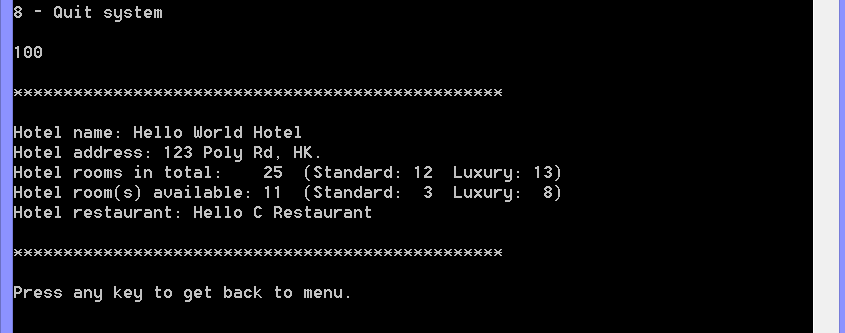 8 - Quit system
100
*************************************************
Hotel name: Hello World Hotel
Hotel address: 123 Poly Rd, HK.
Hotel rooms in total:    25  (Standard: 12  Luxury: 13)
Hotel room(s) available: 11  (Standard:  3  Luxury:  8)
Hotel restaurant: Hello C Restaurant
*************************************************
Press any key to get back to menu.